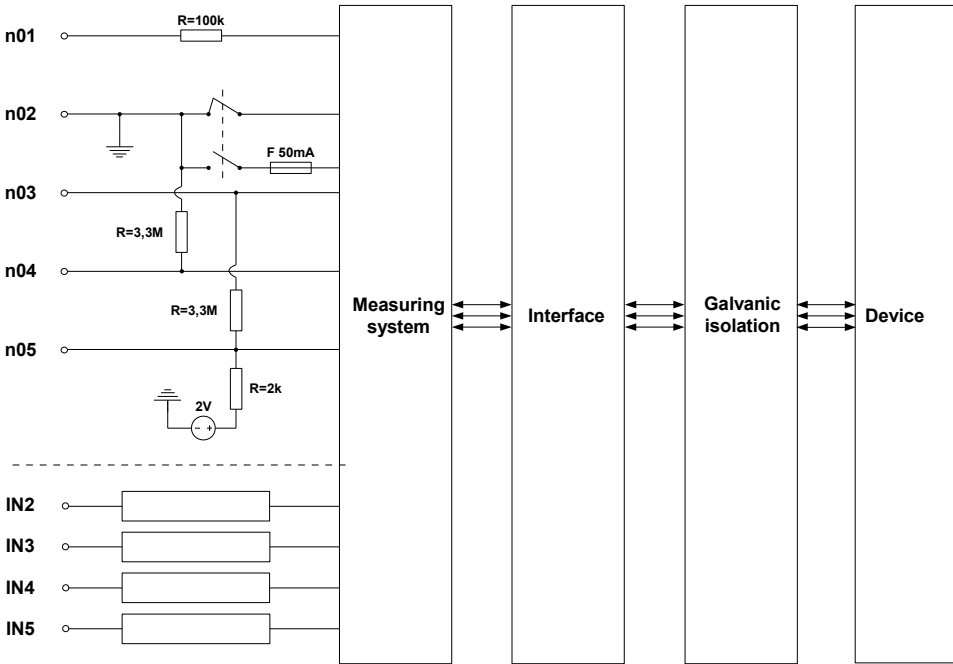 n01
R=100k
n02
F 50mA
n03
R=3,3M
n04
R=3,3M
Measuring
system
Interface
Galvanic
isolation
Device
n05
R=2k
2V
- +
IN2
IN3
IN4
IN5